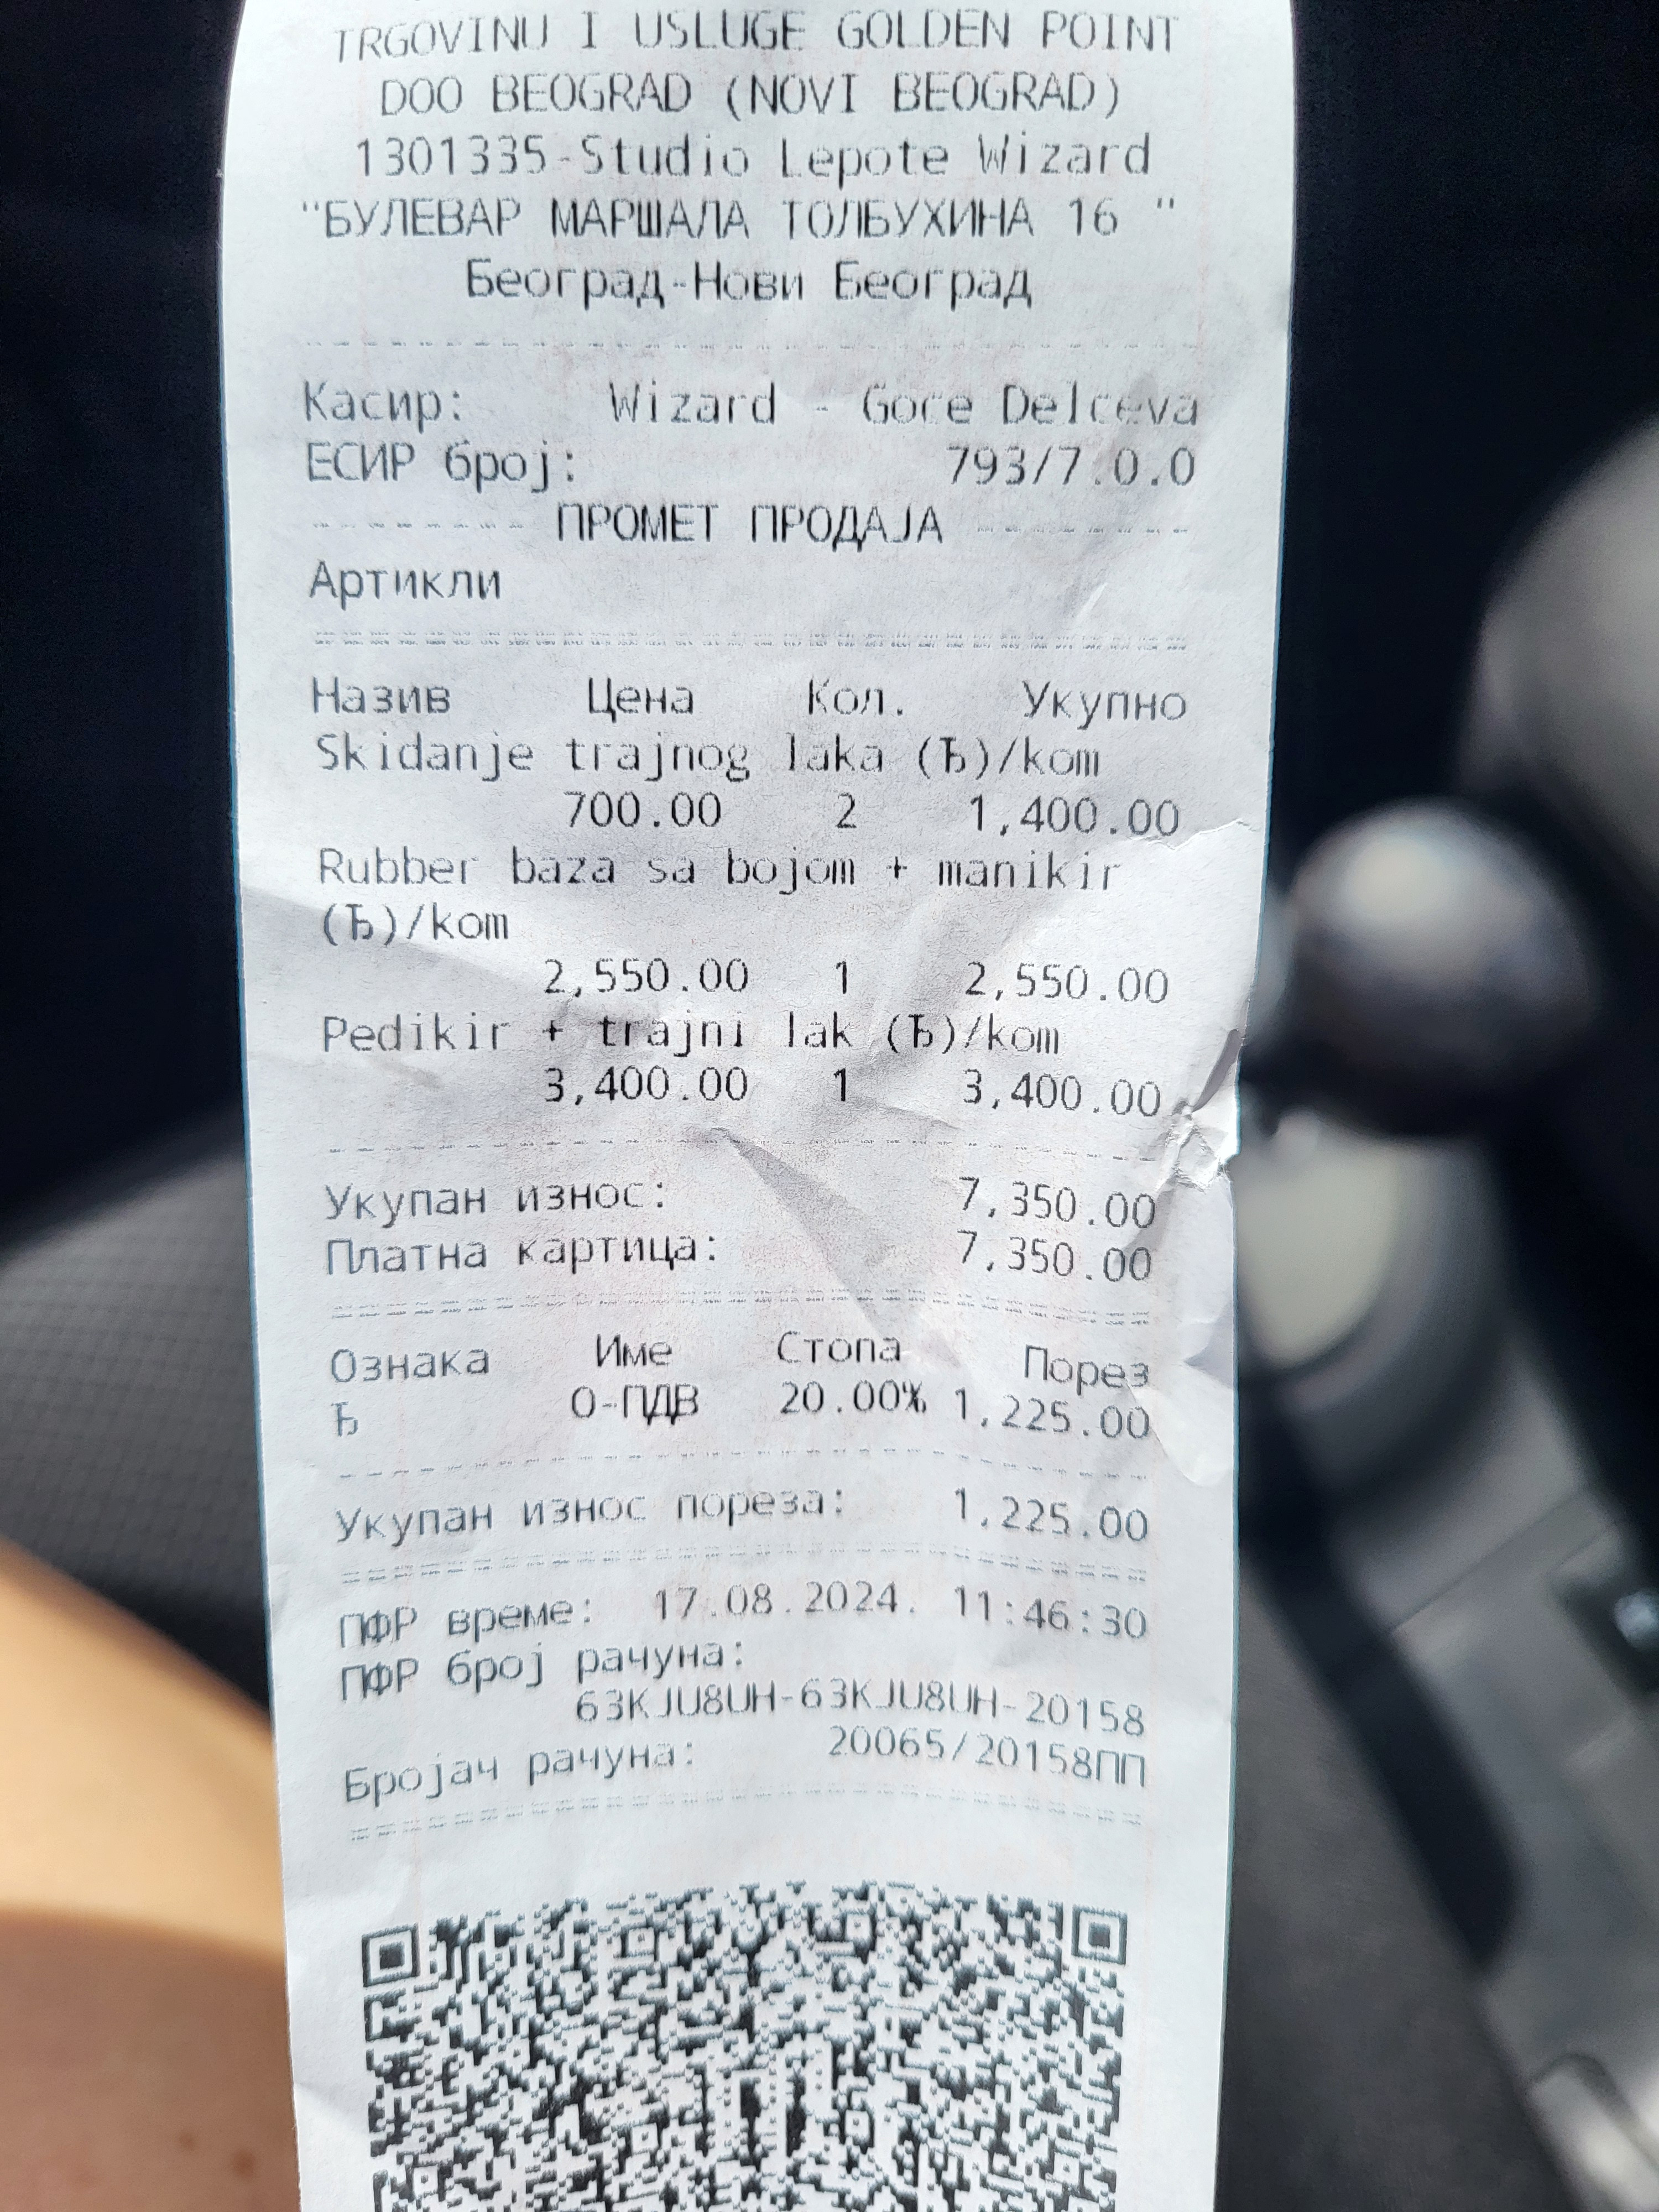 TRGOVINU I USLUGE GOLDEN POINT
DOO BEOGRAD (NOVI BEOGRAD)
1301335-Studio Lepote Wizard
"БУЛЕВАР МАРШАЛА ТОЛБУХИНА 16 "
Београд-Нови Београд
Касир: Wizard - Goce Delceva
ЕСИР број: 793/7.0.0
ПРОМЕТ ПРОДАЈА
Артикли
Назив Цена Кол. Укупно
Skidanje trajnog laka (Ђ)/kom
700.00 2 1,400.00
Rubber baza sa bojom + manikir
(Ђ)/kom
2,550.00 1 2,550.00
Pedikir + trajni lak (Ђ)/kom
3,400.00 1 3,400.00
Укупан износ: 7,350.00
Платна картица: 7,350.00
Ознака Име Стопа Порез
Ђ О-ПДВ 20.00% 1,225.00
Укупан износ пореза: 1,225.00
ПФР време: 17.08.2024. 11:46:30
ПФР број рачуна:
63KJU8UH-63KJU8UH-20158
Бројач рачуна: 20065/20158ПП